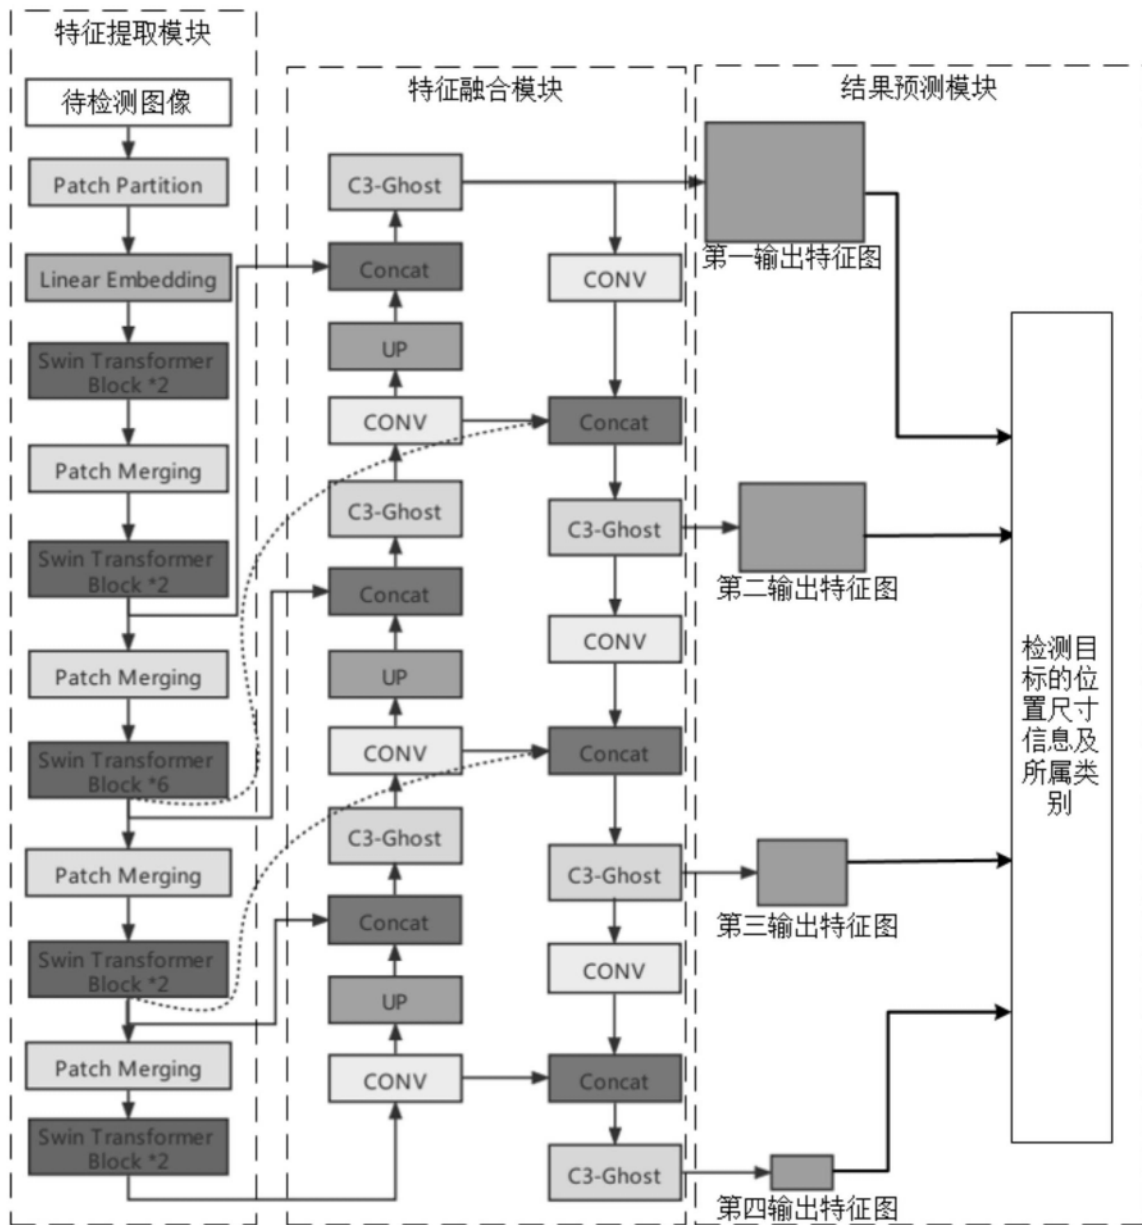 特征提取模块
待检测图像
Patch Partition
Linear Embedding
Swin Transformer
Block *2
Patch Merging
Swin Transformer
Block *2
Patch Merging
Swin Transformer
Block *6
Patch Merging
Swin Transformer
Block *2
Patch Merging
Swin Transformer
Block *2
特征融合模块
C3-Ghost
Concat
UP
CONV
C3-Ghost
Concat
UP
CONV
C3-Ghost
Concat
UP
CONV
CONV
Concat
C3-Ghost
CONV
Concat
C3-Ghost
CONV
Concat
C3-Ghost
结果预测模块
第一输出特征图
第二输出特征图
第三输出特征图
第四输出特征图
检测目
标的位
置尺寸
信息及
所属类
别